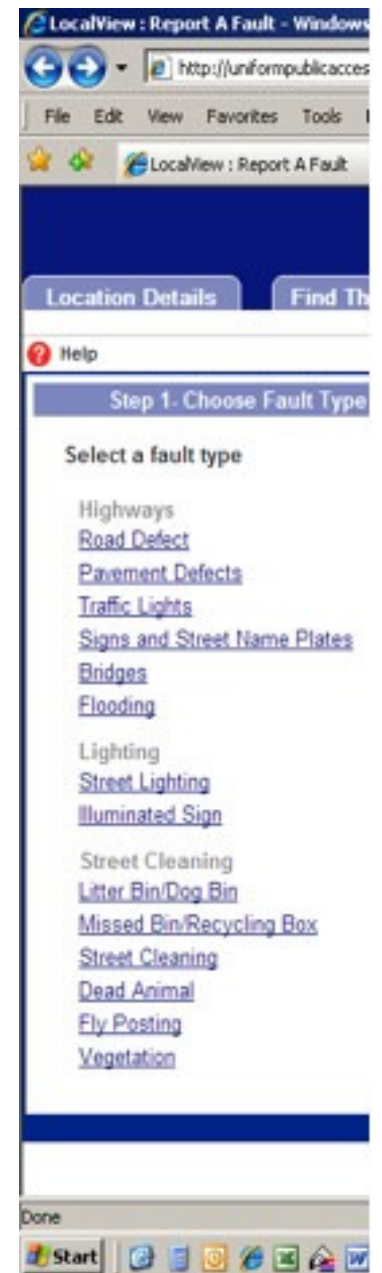 LocalView : Report A Fault - Windows
http://uniformpublicacces
File Edit View Favorites Tools
LocalView : Report A Fault
Location Details Find Th
Help
Step 1- Choose Fault Type
Select a fault type
Highways
Road Defect
Pavement Defects
Traffic Lights
Signs and Street Name Plates
Bridges
Flooding
Lighting
Street Lighting
Illuminated Sign
Street Cleaning
Litter Bin/Dog Bin
Missed Bin/Recycling Box
Street Cleaning
Dead Animal
Fly Posting
Vegetation
Done
Start